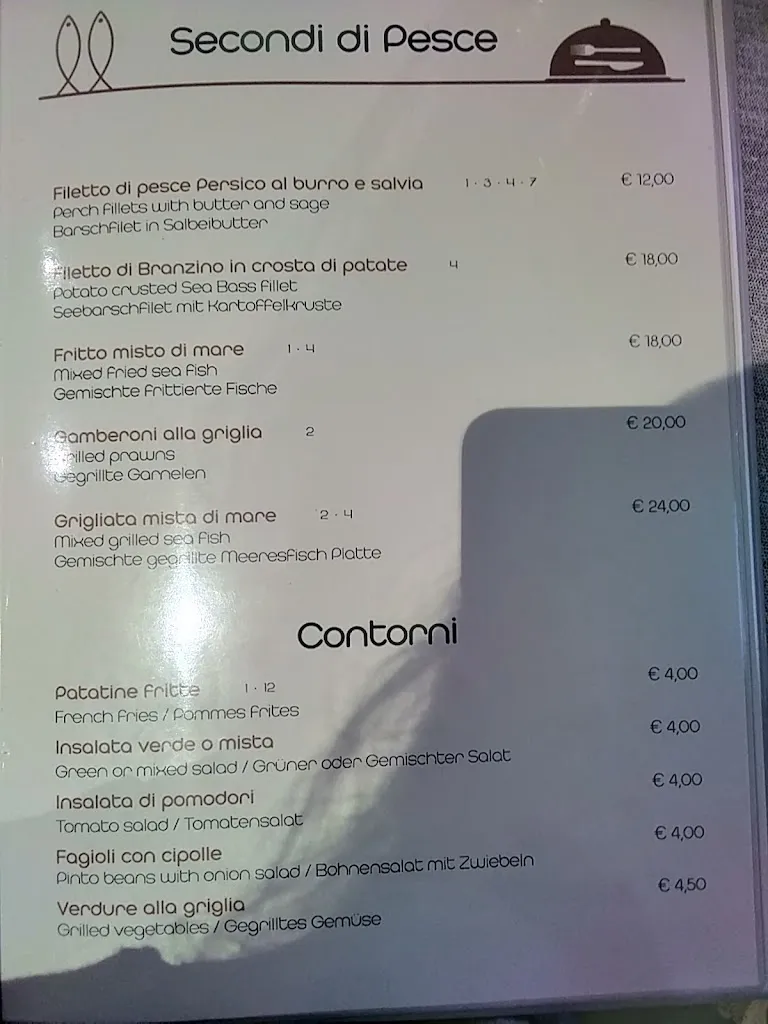 Secondi di Pesce
Filetto di pesce Persico al burro e salvia 1 · 3 · 4 · 7 € 12,00
Perch fillets with butter and sage
Barschfilet in Salbeibutter
Filetto di Branzino in crosta di patate 4 € 18,00
Potato crusted Sea Bass fillet
Seebarschfilet mit Kartoffelkruste
Fritto misto di mare 1 · 4 € 18,00
Mixed fried sea fish
Gemischte frittierte Fische
Gamberoni alla griglia 2 € 20,00
Grilled prawns
Gegrillte Garnelen
Grigliata mista di mare 2 · 4 € 24,00
Mixed grilled sea fish
Gemischte gegrillte Meeresfisch Platte
Contorni
Patatine fritte 1 · 12 € 4,00
French fries / Pommes frites
Insalata verde o mista € 4,00
Green or mixed salad / Grüner oder Gemischter Salat
Insalata di pomodori € 4,00
Tomato salad / Tomatensalat
Fagioli con cipolle € 4,00
Pinto beans with onion salad / Bohnensalat mit Zwiebeln
Verdure alla griglia € 4,50
Grilled vegetables / Gegrilltes Gemüse